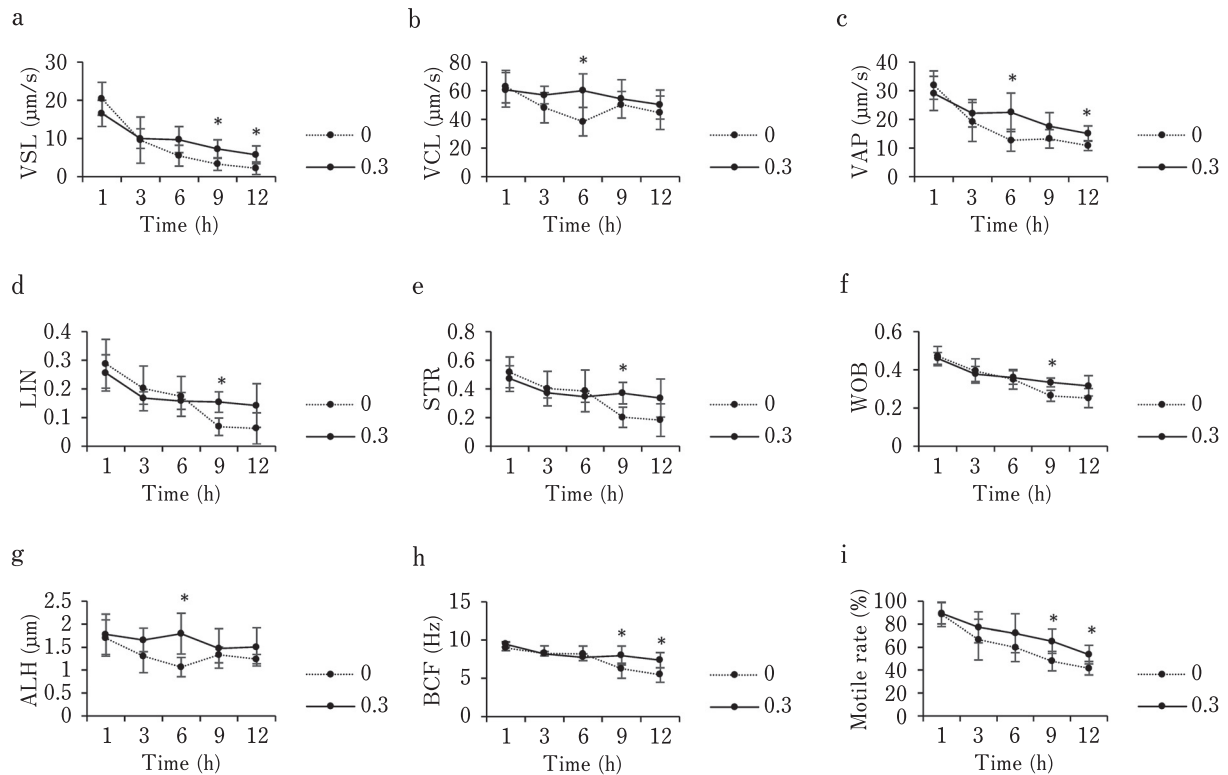 a
VSL (μm/s)
30
20
10
0
*
*
1 3 6 9 12
Time (h)
0
0.3
b
VCL (μm/s)
80
60
40
20
0
*
1 3 6 9 12
Time (h)
0
0.3
c
VAP (μm/s)
40
30
20
10
0
*
*
1 3 6 9 12
Time (h)
0
0.3
d
LIN
0.4
0.3
0.2
0.1
0
*
1 3 6 9 12
Time (h)
0
0.3
e
STR
0.8
0.6
0.4
0.2
0
*
1 3 6 9 12
Time (h)
0
0.3
f
WOB
0.6
0.4
0.2
0
*
1 3 6 9 12
Time (h)
0
0.3
g
ALH (μm)
2.5
2
1.5
1
0.5
0
*
1 3 6 9 12
Time (h)
0
0.3
h
BCF (Hz)
15
10
5
0
*
*
1 3 6 9 12
Time (h)
0
0.3
i
Motile rate (%)
100
80
60
40
20
0
*
*
1 3 6 9 12
Time (h)
0
0.3